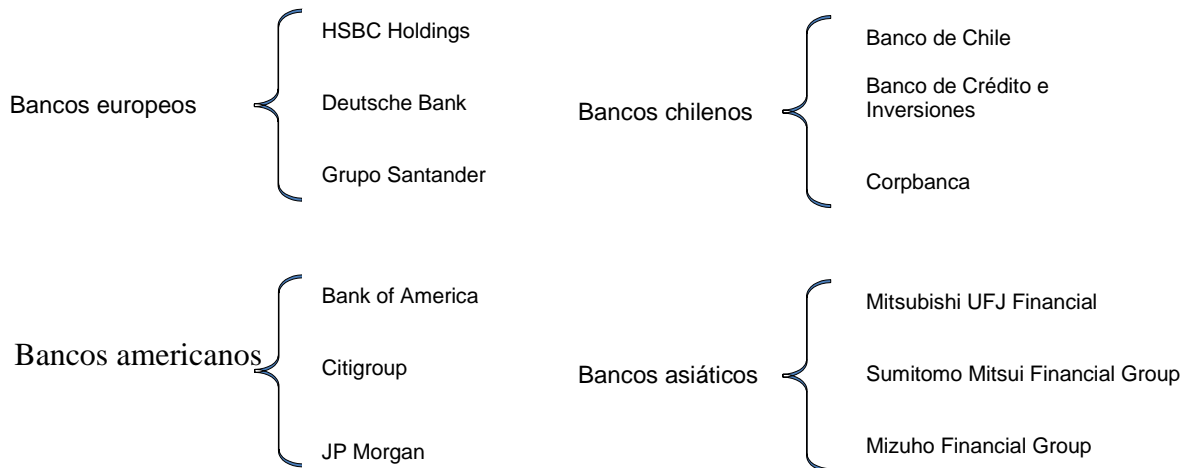 Bancos europeos
HSBC Holdings
Deutsche Bank
Grupo Santander
Bancos chilenos
Banco de Chile
Banco de Crédito e
Inversiones
Corpbanca
Bancos americanos
Bank of America
Citigroup
JP Morgan
Bancos asiáticos
Mitsubishi UFJ Financial
Sumitomo Mitsui Financial Group
Mizuho Financial Group